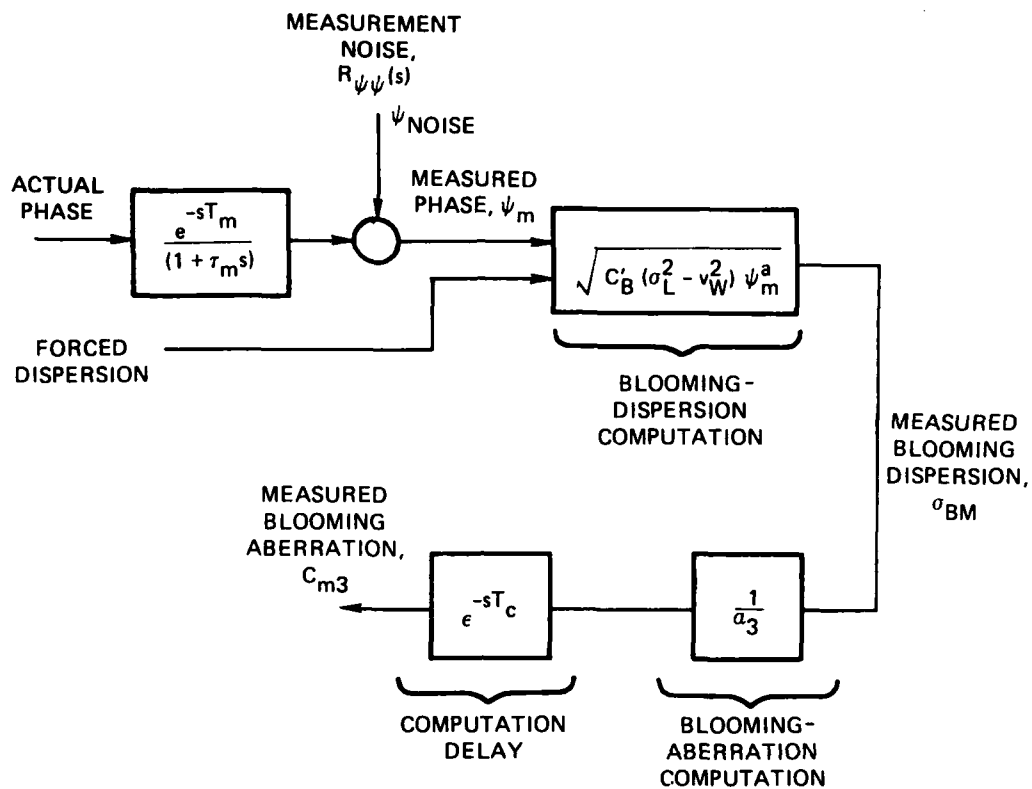 MEASUREMENT
NOISE,
R_ψψ(s)
ψ_NOISE
ACTUAL
PHASE
e^{-sT_m}
(1 + τ_m s)
MEASURED
PHASE, ψ_m
√C'_B (σ_L^2 - v_W^2) ψ_m^a
FORCED
DISPERSION
BLOOMING-
DISPERSION
COMPUTATION
MEASURED
BLOOMING
DISPERSION,
σ_BM
MEASURED
BLOOMING
ABERRATION,
C_m3
ϵ^{-sT_c}
1
a_3
COMPUTATION
DELAY
BLOOMING-
ABERRATION
COMPUTATION